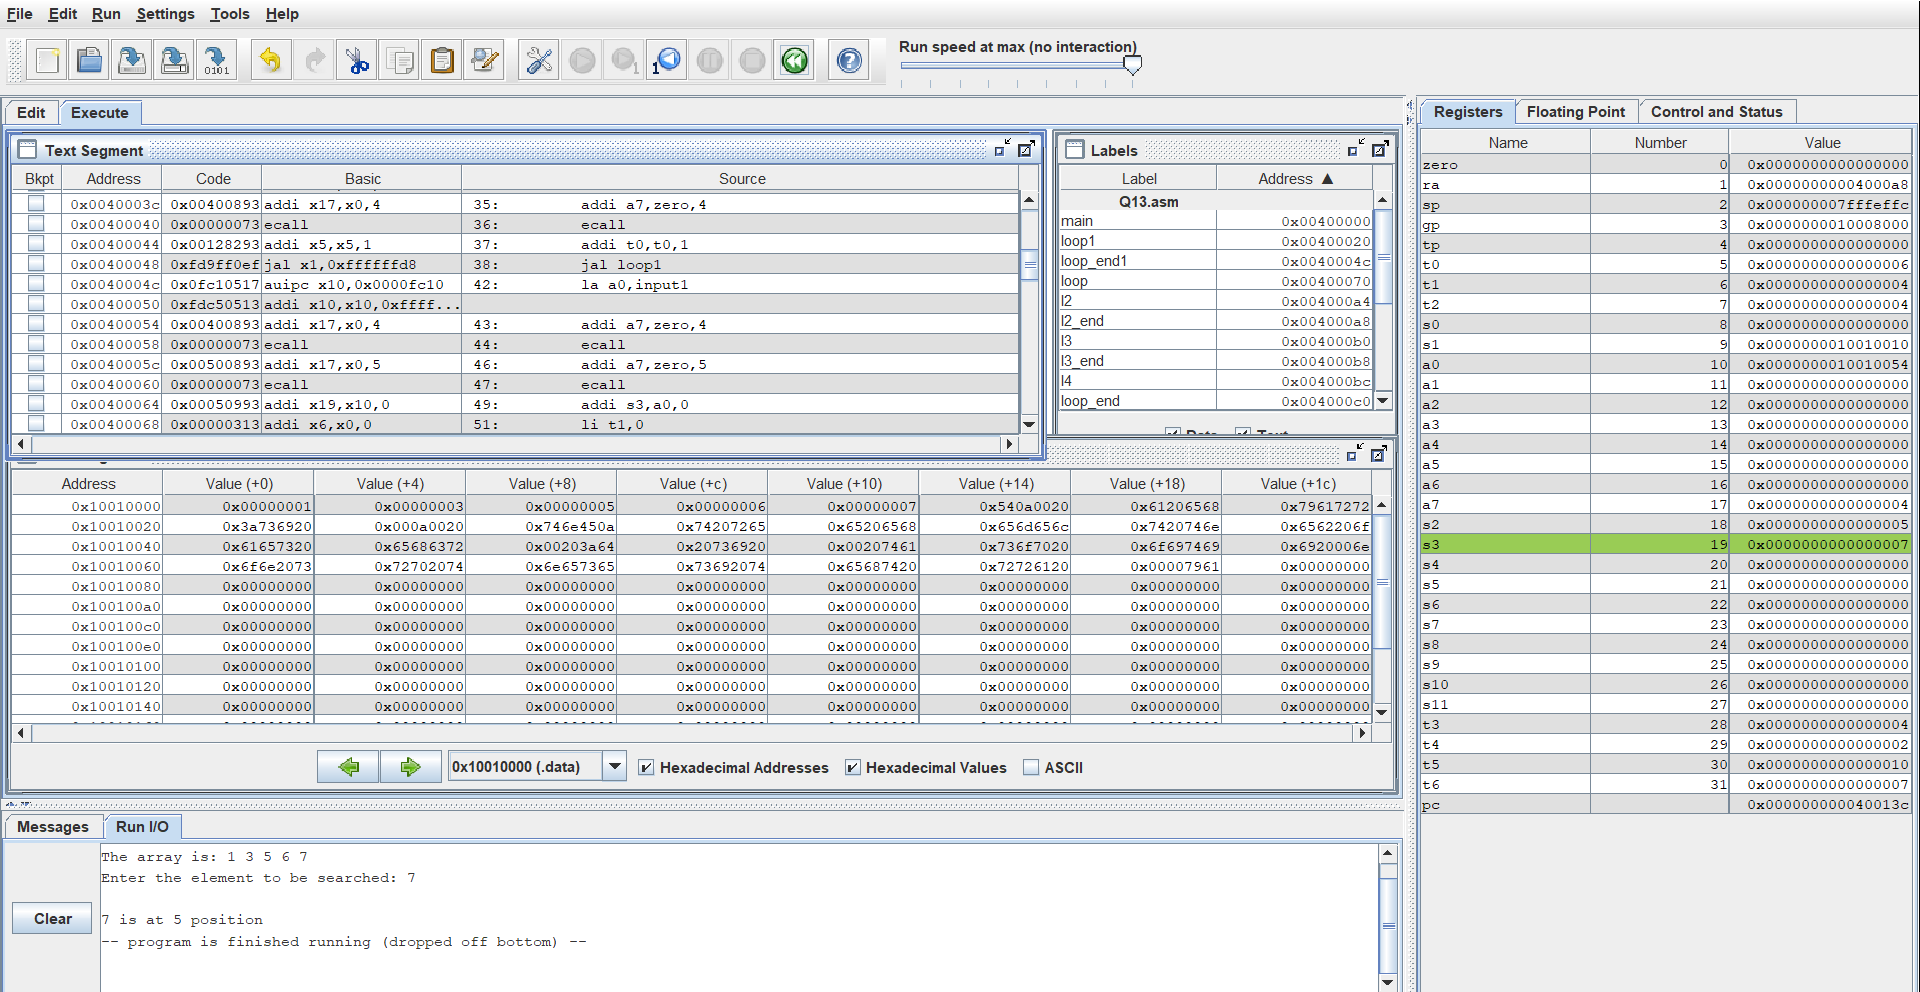 File Edit Run Settings Tools Help
Run speed at max (no interaction)
Edit Execute
Text Segment
Bkpt Address Code Basic Source
0x0040003c 0x00400893 addi x17,x0,4 35: addi a7,zero,4
0x00400040 0x00000073 ecall 36: ecall
0x00400044 0x00128293 addi x5,x5,1 37: addi t0,t0,1
0x00400048 0xfd9ff0ef jal x1,0xffffffd8 38: jal loop1
0x0040004c 0x0fc10517 auipc x10,0x0000fc10 42: la a0,input1
0x00400050 0xfdc50513 addi x10,x10,0xffff...
0x00400054 0x00400893 addi x17,x0,4 43: addi a7,zero,4
0x00400058 0x00000073 ecall 44: ecall
0x0040005c 0x00500893 addi x17,x0,5 46: addi a7,zero,5
0x00400060 0x00000073 ecall 47: ecall
0x00400064 0x00050993 addi x19,x10,0 49: addi s3,a0,0
0x00400068 0x00000313 addi x6,x0,0 51: li t1,0
Labels
Label Address ▲
Q13.asm
main 0x00400000
loop1 0x00400020
loop_end1 0x0040004c
loop 0x00400070
l2 0x004000a4
l2_end 0x004000a8
l3 0x004000b0
l3_end 0x004000b8
l4 0x004000bc
loop_end 0x004000c0
Address Value (+0) Value (+4) Value (+8) Value (+c) Value (+10) Value (+14) Value (+18) Value (+1c)
0x10010000 0x00000001 0x00000003 0x00000005 0x00000006 0x00000007 0x540a0020 0x61206568 0x79617272
0x10010020 0x3a736920 0x000a0020 0x746e450a 0x74207265 0x65206568 0x656d656c 0x7420746e 0x6562206f
0x10010040 0x61657320 0x65686372 0x00203a64 0x20736920 0x00207461 0x736f7020 0x6f697469 0x6920006e
0x10010060 0x6f6e2073 0x72702074 0x6e657365 0x73692074 0x65687420 0x72726120 0x00007961 0x00000000
0x10010080 0x00000000 0x00000000 0x00000000 0x00000000 0x00000000 0x00000000 0x00000000 0x00000000
0x100100a0 0x00000000 0x00000000 0x00000000 0x00000000 0x00000000 0x00000000 0x00000000 0x00000000
0x100100c0 0x00000000 0x00000000 0x00000000 0x00000000 0x00000000 0x00000000 0x00000000 0x00000000
0x100100e0 0x00000000 0x00000000 0x00000000 0x00000000 0x00000000 0x00000000 0x00000000 0x00000000
0x10010100 0x00000000 0x00000000 0x00000000 0x00000000 0x00000000 0x00000000 0x00000000 0x00000000
0x10010120 0x00000000 0x00000000 0x00000000 0x00000000 0x00000000 0x00000000 0x00000000 0x00000000
0x10010140 0x00000000 0x00000000 0x00000000 0x00000000 0x00000000 0x00000000 0x00000000 0x00000000
0x10010000 (.data) Hexadecimal Addresses Hexadecimal Values ASCII
Messages Run I/O
Clear
The array is: 1 3 5 6 7
Enter the element to be searched: 7
7 is at 5 position
-- program is finished running (dropped off bottom) --
Registers Floating Point Control and Status
Name Number Value
zero 0 0x0000000000000000
ra 1 0x00000000004000a8
sp 2 0x000000007fffeffc
gp 3 0x0000000010008000
tp 4 0x0000000000000000
t0 5 0x0000000000000006
t1 6 0x0000000000000004
t2 7 0x0000000000000004
s0 8 0x0000000000000000
s1 9 0x0000000010010010
a0 10 0x0000000010010054
a1 11 0x0000000000000000
a2 12 0x0000000000000000
a3 13 0x0000000000000000
a4 14 0x0000000000000000
a5 15 0x0000000000000000
a6 16 0x0000000000000000
a7 17 0x0000000000000004
s2 18 0x0000000000000005
s3 19 0x0000000000000007
s4 20 0x0000000000000000
s5 21 0x0000000000000000
s6 22 0x0000000000000000
s7 23 0x0000000000000000
s8 24 0x0000000000000000
s9 25 0x0000000000000000
s10 26 0x0000000000000000
s11 27 0x0000000000000000
t3 28 0x0000000000000004
t4 29 0x0000000000000002
t5 30 0x0000000000000010
t6 31 0x0000000000000007
pc 0x000000000040013c